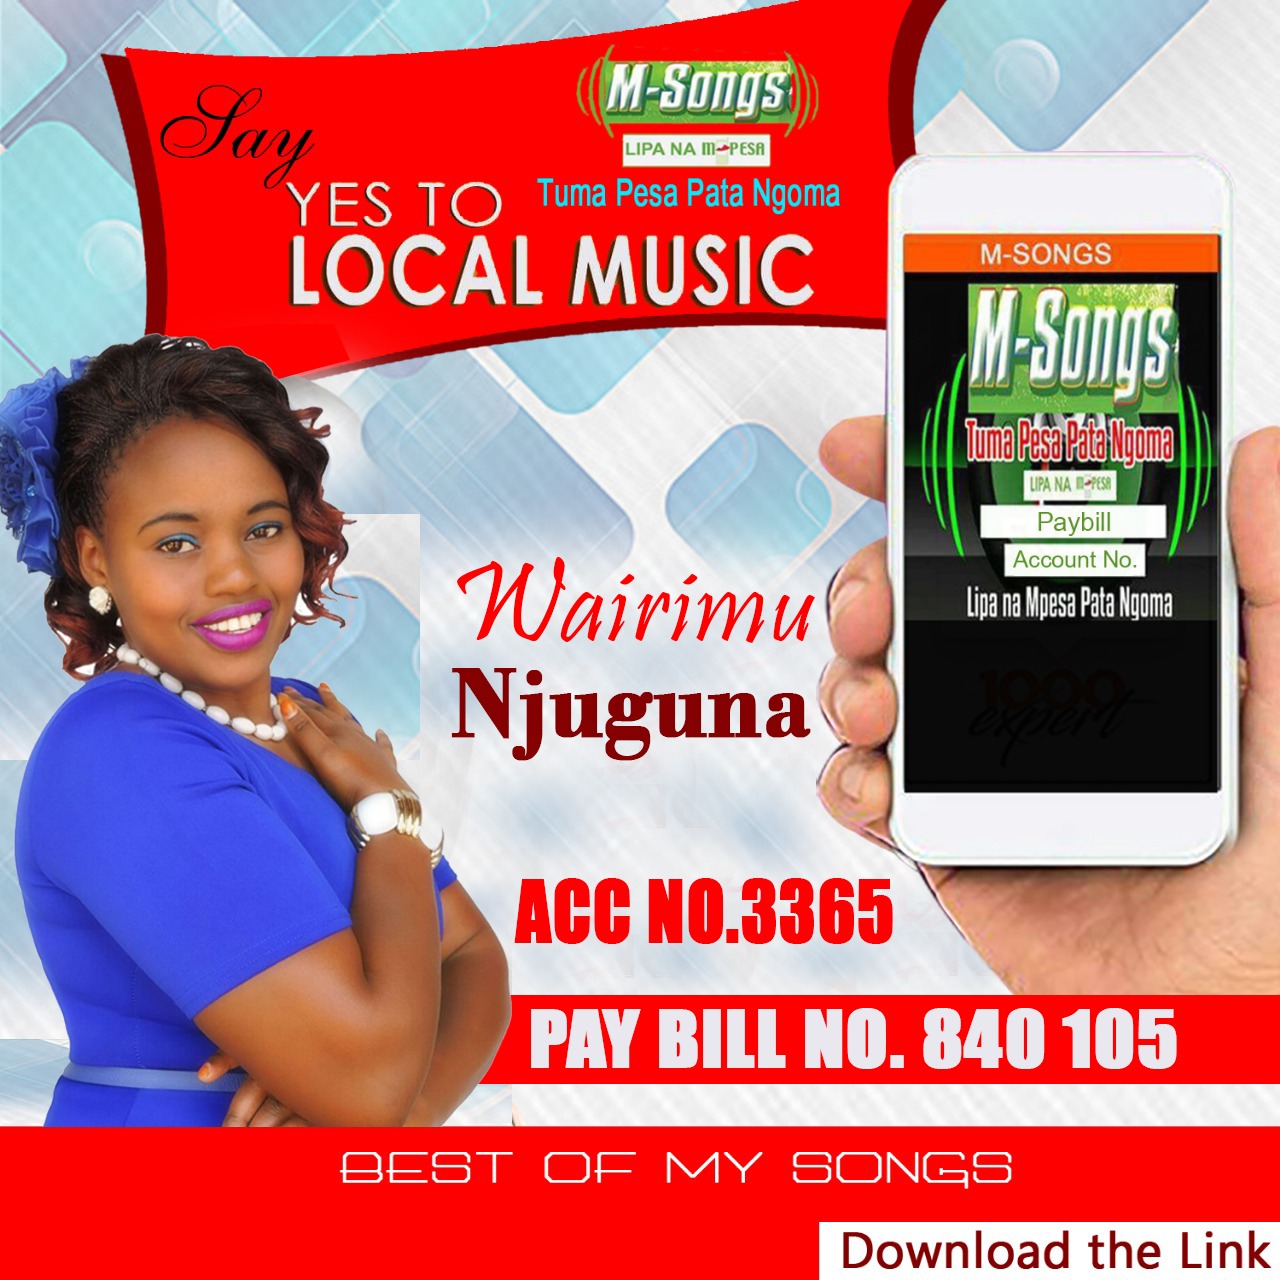 Say
YES TO
LOCAL MUSIC
M-Songs
LIPA NA M-PESA
Tuma Pesa Pata Ngoma
M-SONGS
M-Songs
Tuma Pesa Pata Ngoma
LIPA NA M-PESA
Paybill
Account No.
Lipa na Mpesa Pata Ngoma
1000
expert
Wairimu
Njuguna
ACC NO.3365
PAY BILL NO. 840 105
BEST OF MY SONGS
Download the Link